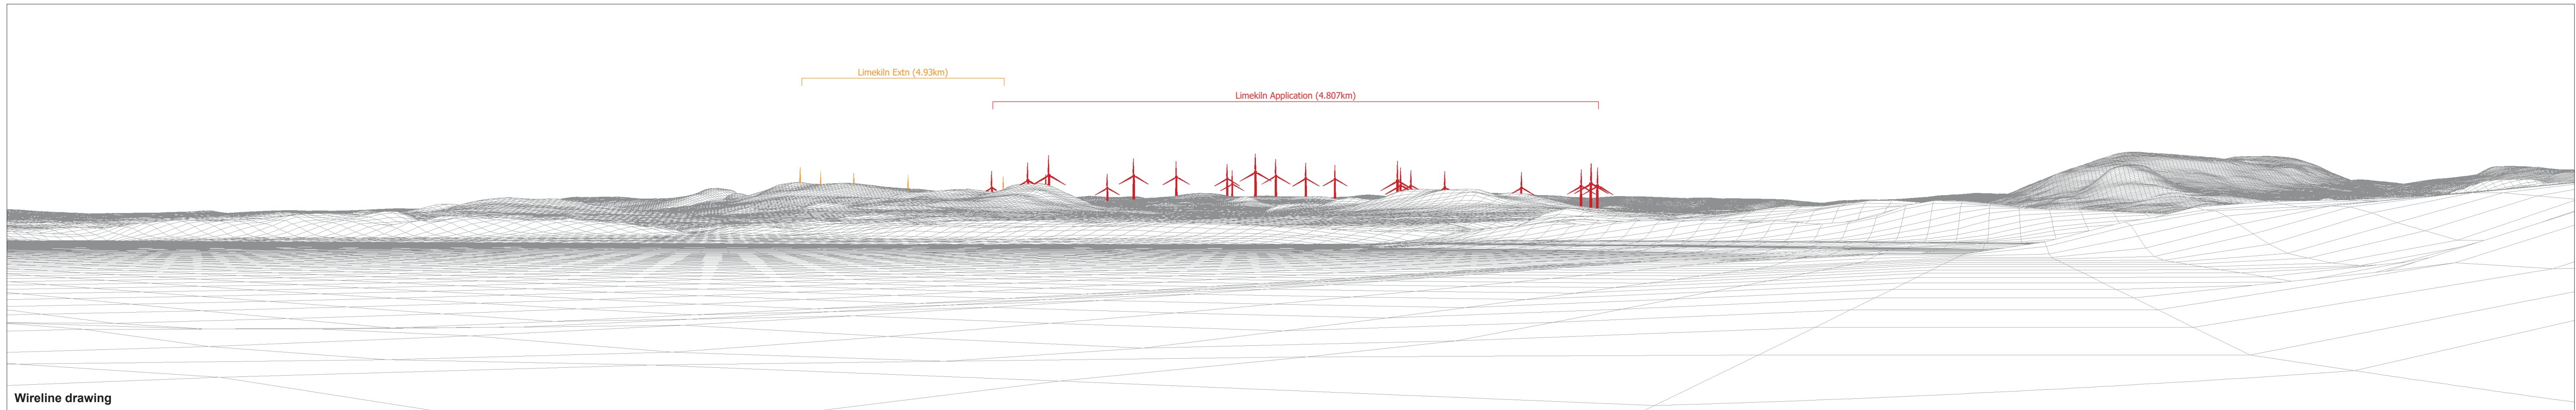 Limekiln Extn (4.93km)
Limekiln Application (4.807km)
Wireline drawing